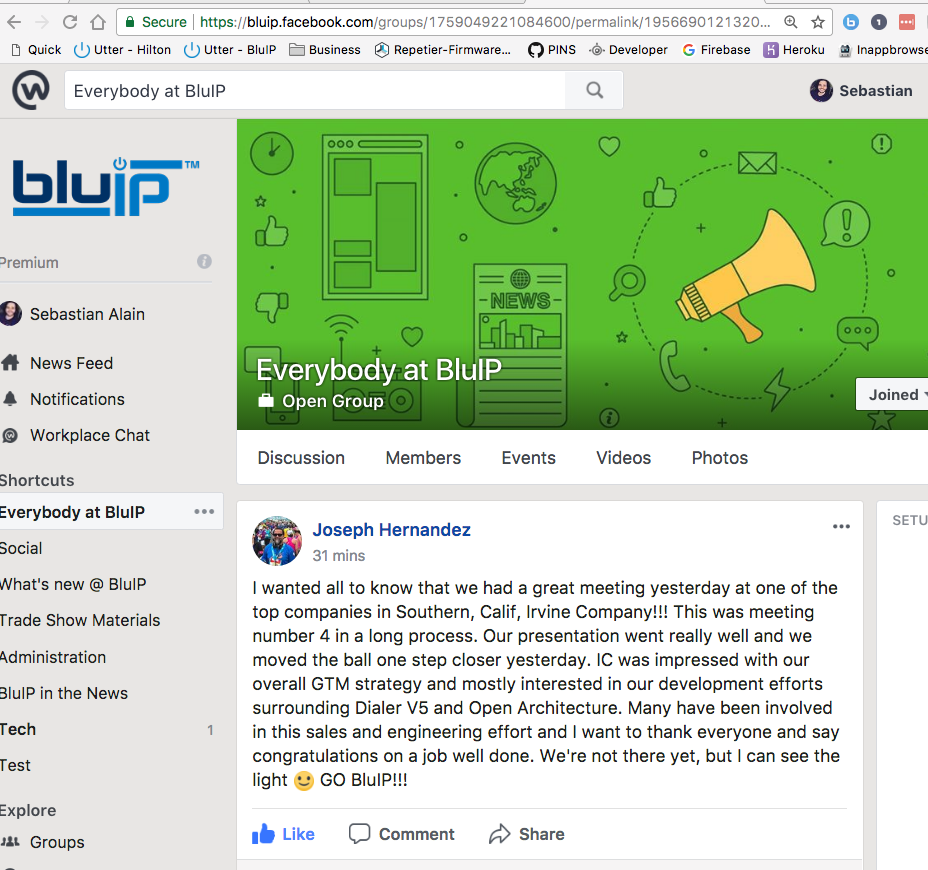 Secure https://bluip.facebook.com/groups/1759049221084600/permalink/1956690121320...
Quick Utter - Hilton Utter - BluIP Business Repetier-Firmware... PINS Developer Firebase Heroku Inappbrowse
Everybody at BluIP
Sebastian
bluip TM
Premium
Sebastian Alain
News Feed
Notifications
Workplace Chat
Shortcuts
Everybody at BluIP
Social
What's new @ BluIP
Trade Show Materials
Administration
BluIP in the News
Tech 1
Test
Explore
Groups
NEWS
Everybody at BluIP
Open Group
Joined
Discussion Members Events Videos Photos
Joseph Hernandez
31 mins
I wanted all to know that we had a great meeting yesterday at one of the
top companies in Southern, Calif, Irvine Company!!! This was meeting
number 4 in a long process. Our presentation went really well and we
moved the ball one step closer yesterday. IC was impressed with our
overall GTM strategy and mostly interested in our development efforts
surrounding Dialer V5 and Open Architecture. Many have been involved
in this sales and engineering effort and I want to thank everyone and say
congratulations on a job well done. We're not there yet, but I can see the
light 🙂 GO BluIP!!!
Like Comment Share
SETU